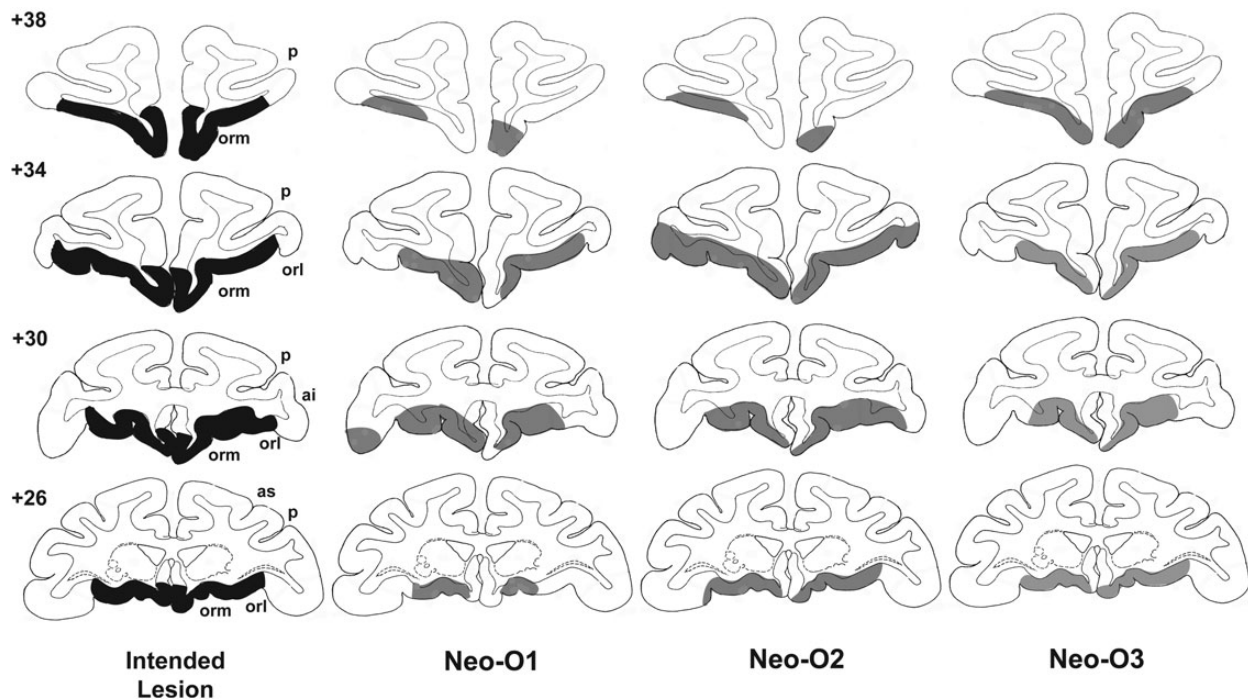 +38
p
orm
+34
p
orl
orm
+30
p
ai
orl
orm
+26
as
p
orm
orl
Intended
Lesion
Neo-O1
Neo-O2
Neo-O3